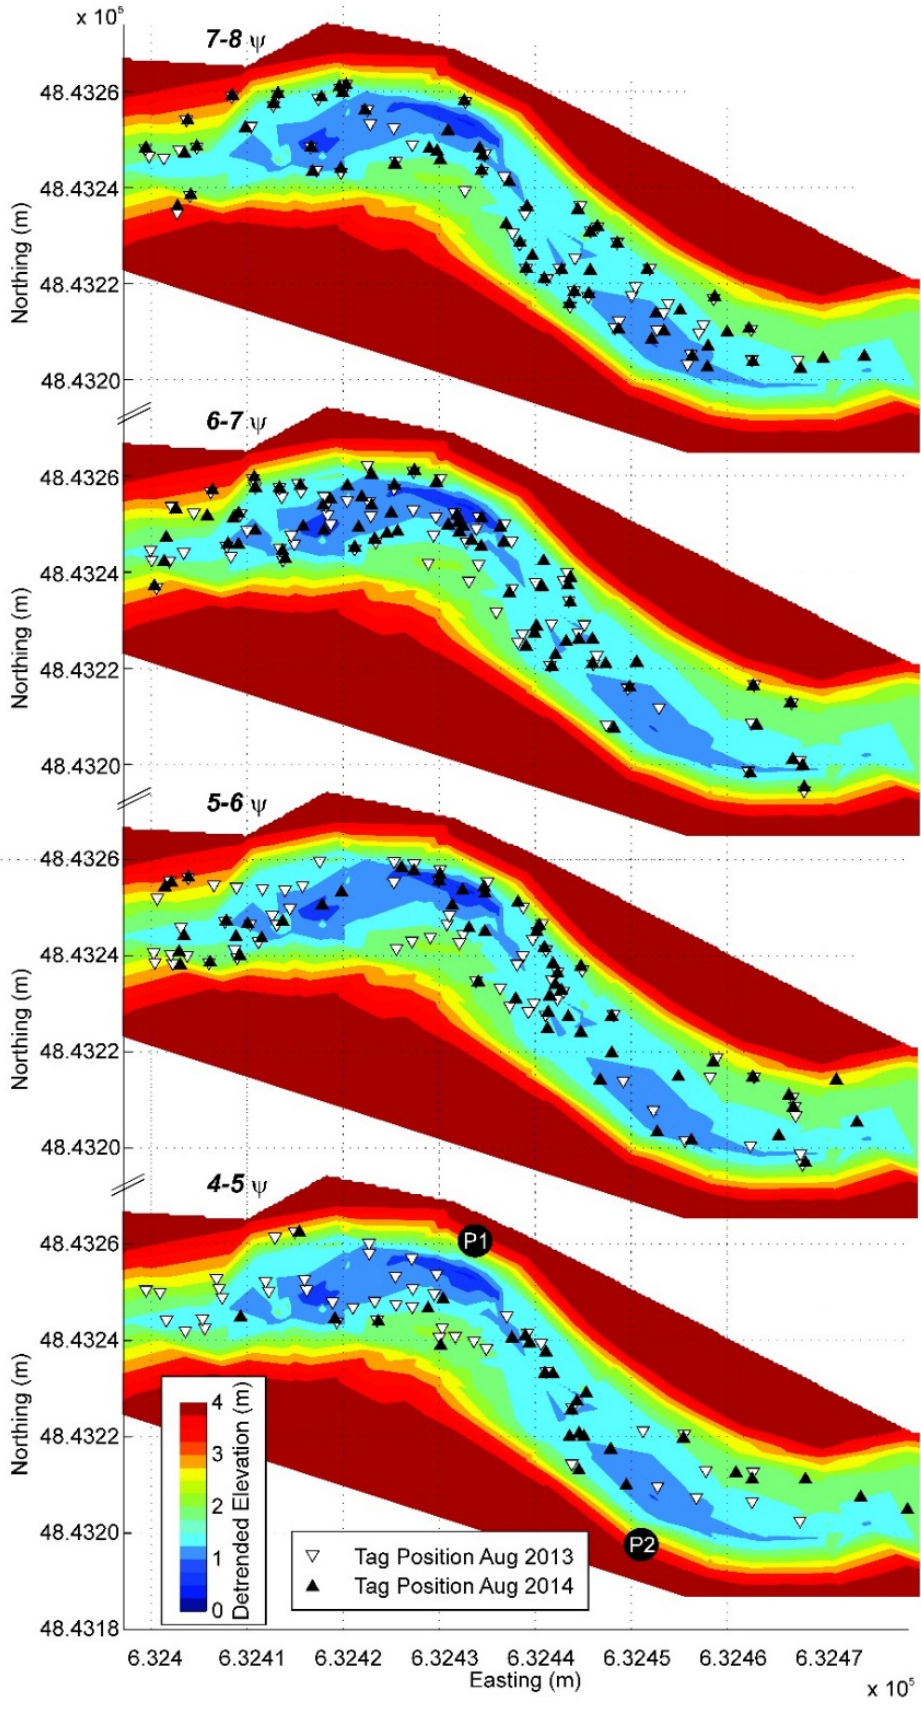 x 10⁵
7-8 ψ
48.4326
48.4324
48.4322
48.4320
Northing (m)
6-7 ψ
48.4326
48.4324
48.4322
48.4320
Northing (m)
5-6 ψ
48.4326
48.4324
48.4322
48.4320
Northing (m)
4-5 ψ
P1
48.4326
48.4324
48.4322
48.4320
48.4318
Northing (m)
4
3
2
1
0
Detrended Elevation (m)
P2
Tag Position Aug 2013
Tag Position Aug 2014
6.324 6.3241 6.3242 6.3243 6.3244 6.3245 6.3246 6.3247
Easting (m)
x 10⁵